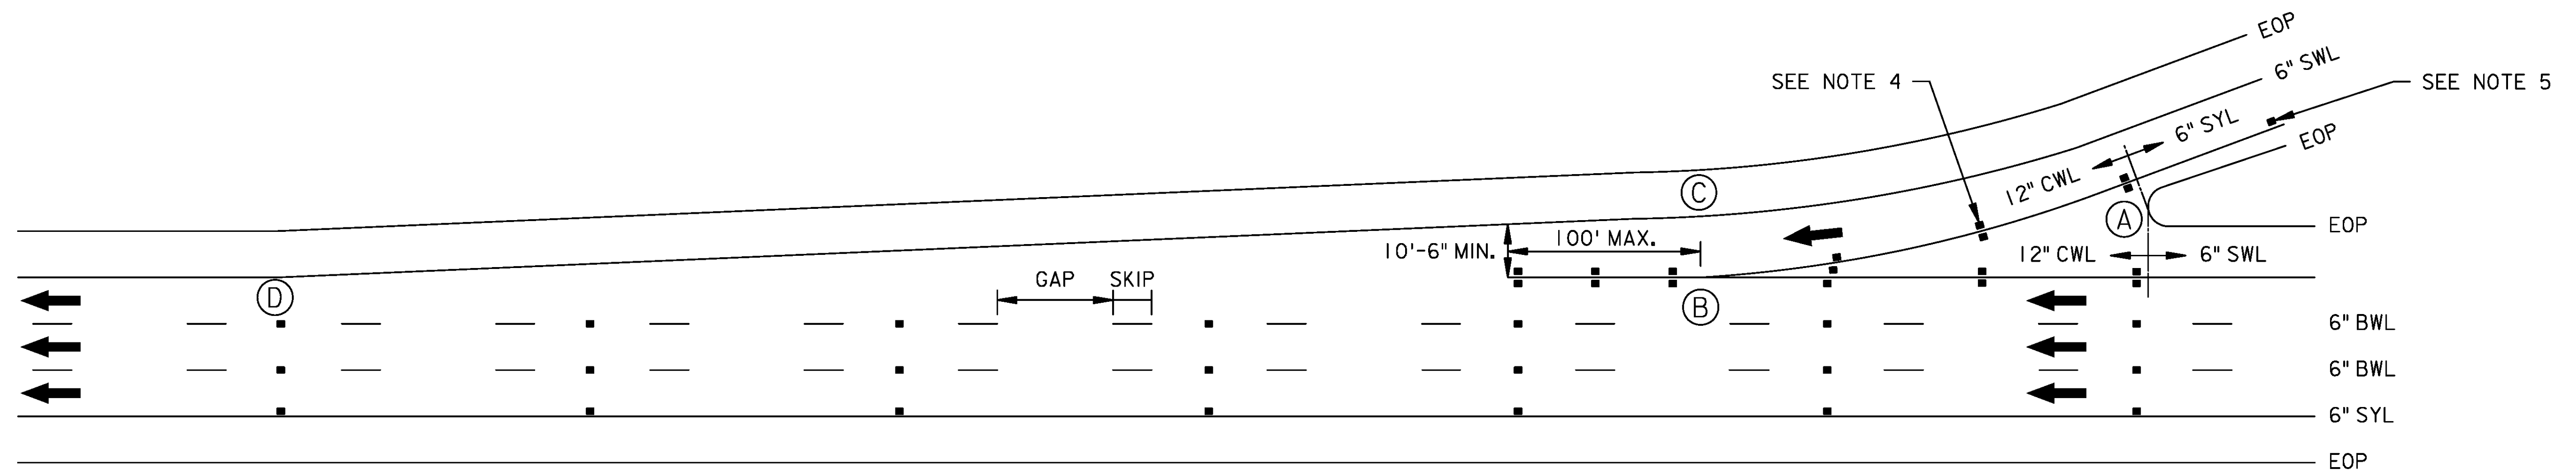 EOP
6" SWL
SEE NOTE 4
SEE NOTE 5
6" SYL
EOP
12" CWL
C
A
EOP
10'-6" MIN.
100' MAX.
12" CWL
6" SWL
GAP
SKIP
D
B
6" BWL
6" BWL
6" SYL
EOP